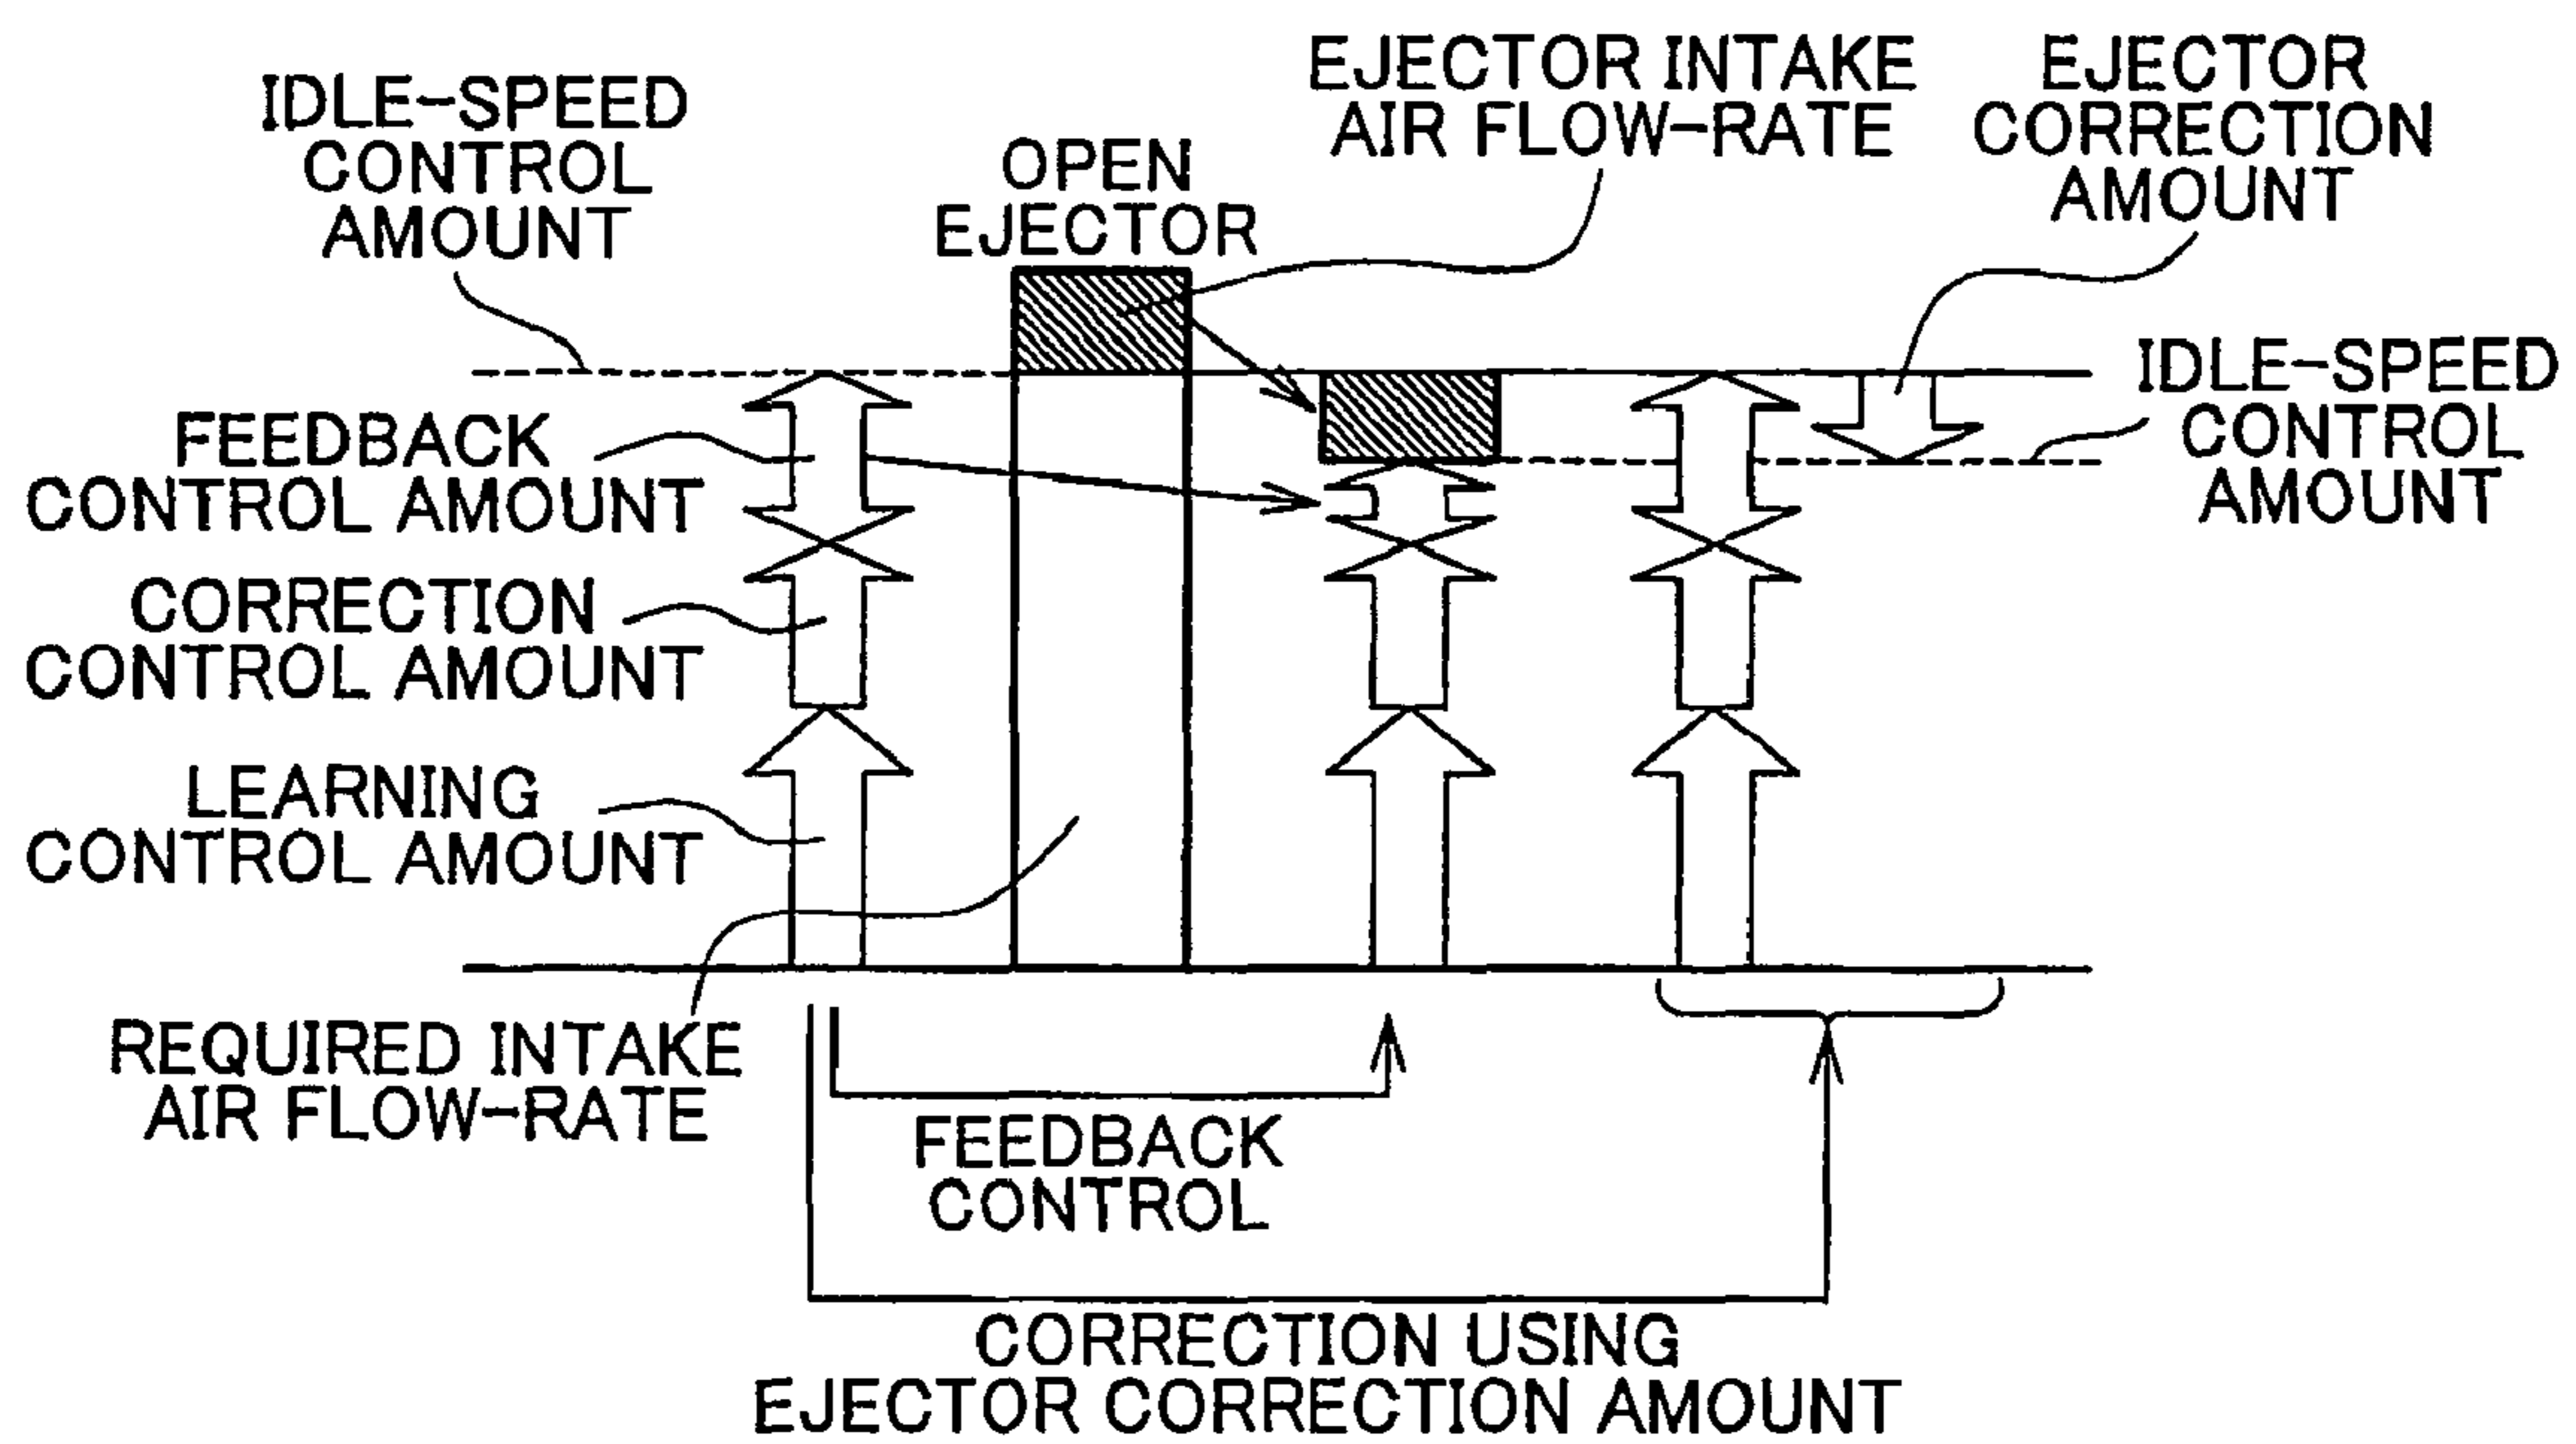 IDLE-SPEED
CONTROL
AMOUNT
OPEN
EJECTOR
EJECTOR INTAKE
AIR FLOW-RATE
EJECTOR
CORRECTION
AMOUNT
IDLE-SPEED
CONTROL
AMOUNT
FEEDBACK
CONTROL AMOUNT
CORRECTION
CONTROL AMOUNT
LEARNING
CONTROL AMOUNT
REQUIRED INTAKE
AIR FLOW-RATE
FEEDBACK
CONTROL
CORRECTION USING
EJECTOR CORRECTION AMOUNT